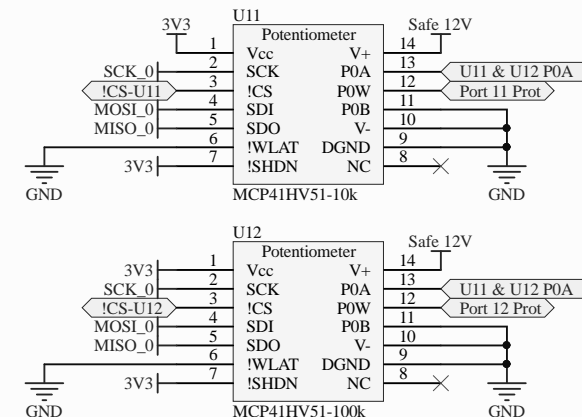 U11
3V3 Safe 12V
Potentiometer
1 Vcc V+ 14
SCK_0 2 SCK P0A 13 U11 & U12 P0A
!CS-U11 3 !CS P0W 12 Port 11 Prot
MOSI_0 4 SDI P0B 11
MISO_0 5 SDO V- 10
6 !WLAT DGND 9
3V3 7 !SHDN NC 8
GND MCP41HV51-10k GND
U12
Safe 12V
Potentiometer
3V3 1 Vcc V+ 14
SCK_0 2 SCK P0A 13 U11 & U12 P0A
!CS-U12 3 !CS P0W 12 Port 12 Prot
MOSI_0 4 SDI P0B 11
MISO_0 5 SDO V- 10
6 !WLAT DGND 9
3V3 7 !SHDN NC 8
GND MCP41HV51-100k GND